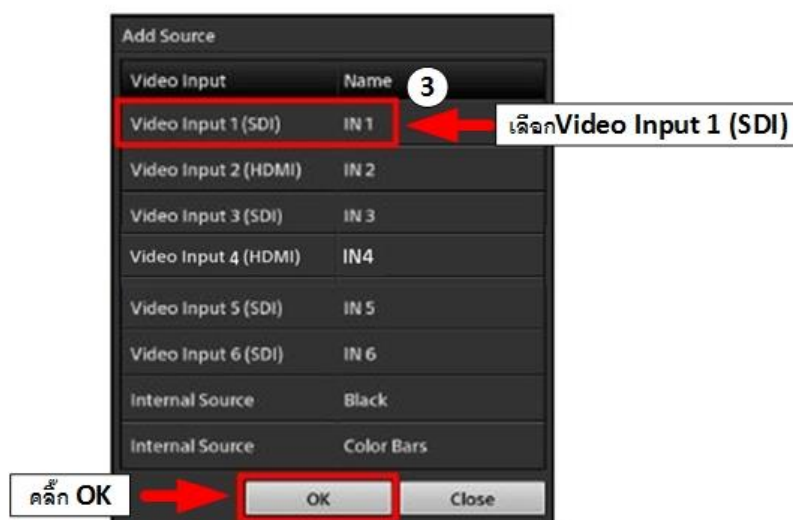 Add Source
Video Input Name
3
Video Input 1 (SDI) IN 1
เลือกVideo Input 1 (SDI)
Video Input 2 (HDMI) IN 2
Video Input 3 (SDI) IN 3
Video Input 4 (HDMI) IN4
Video Input 5 (SDI) IN 5
Video Input 6 (SDI) IN 6
Internal Source Black
Internal Source Color Bars
คลิ๊ก OK
OK Close